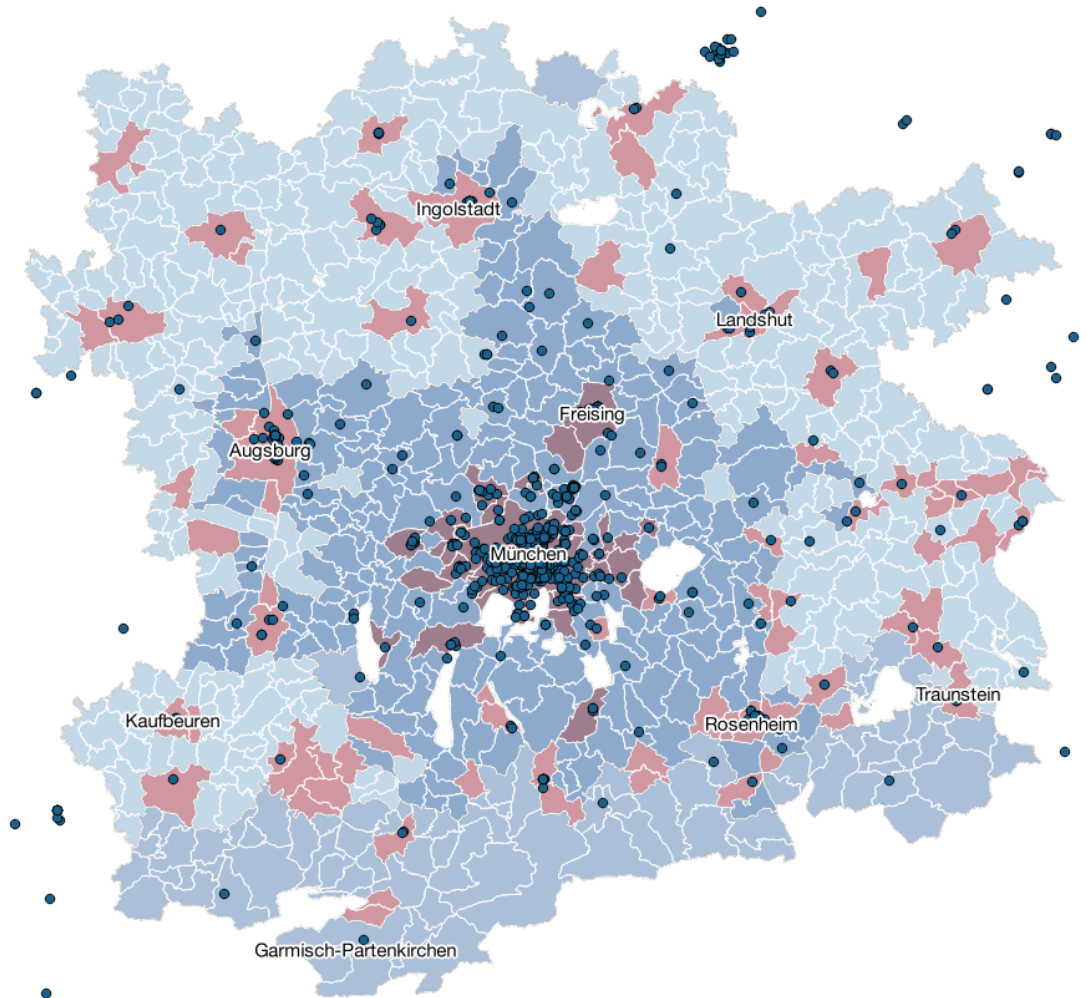 Ingolstadt
Landshut
Freising
Augsburg
München
Traunstein
Kaufbeuren
Rosenheim
Garmisch-Partenkirchen